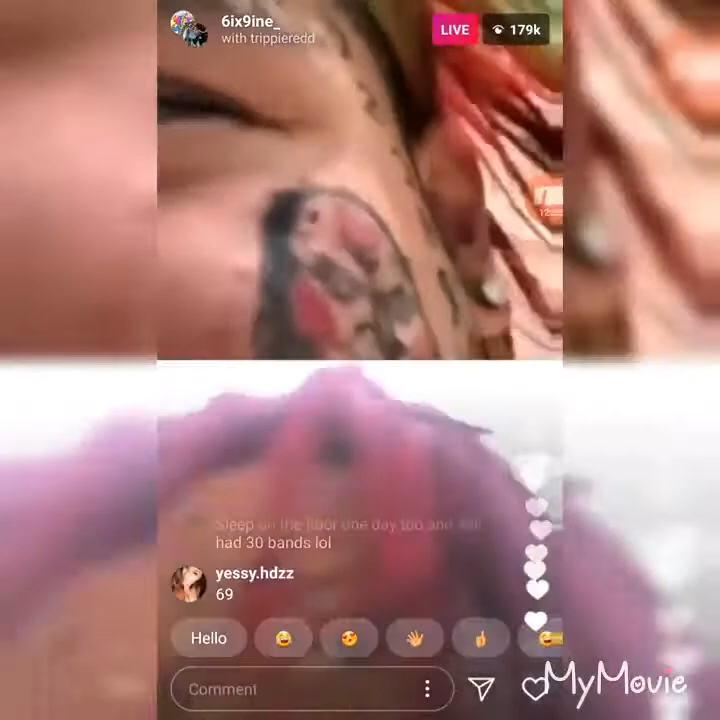 6ix9ine_
LIVE
179k
with trippieredd
Sleep on the floor one day too and still
had 30 bands lol
yessy.hdzz
69
Hello
Comment
MyMovie